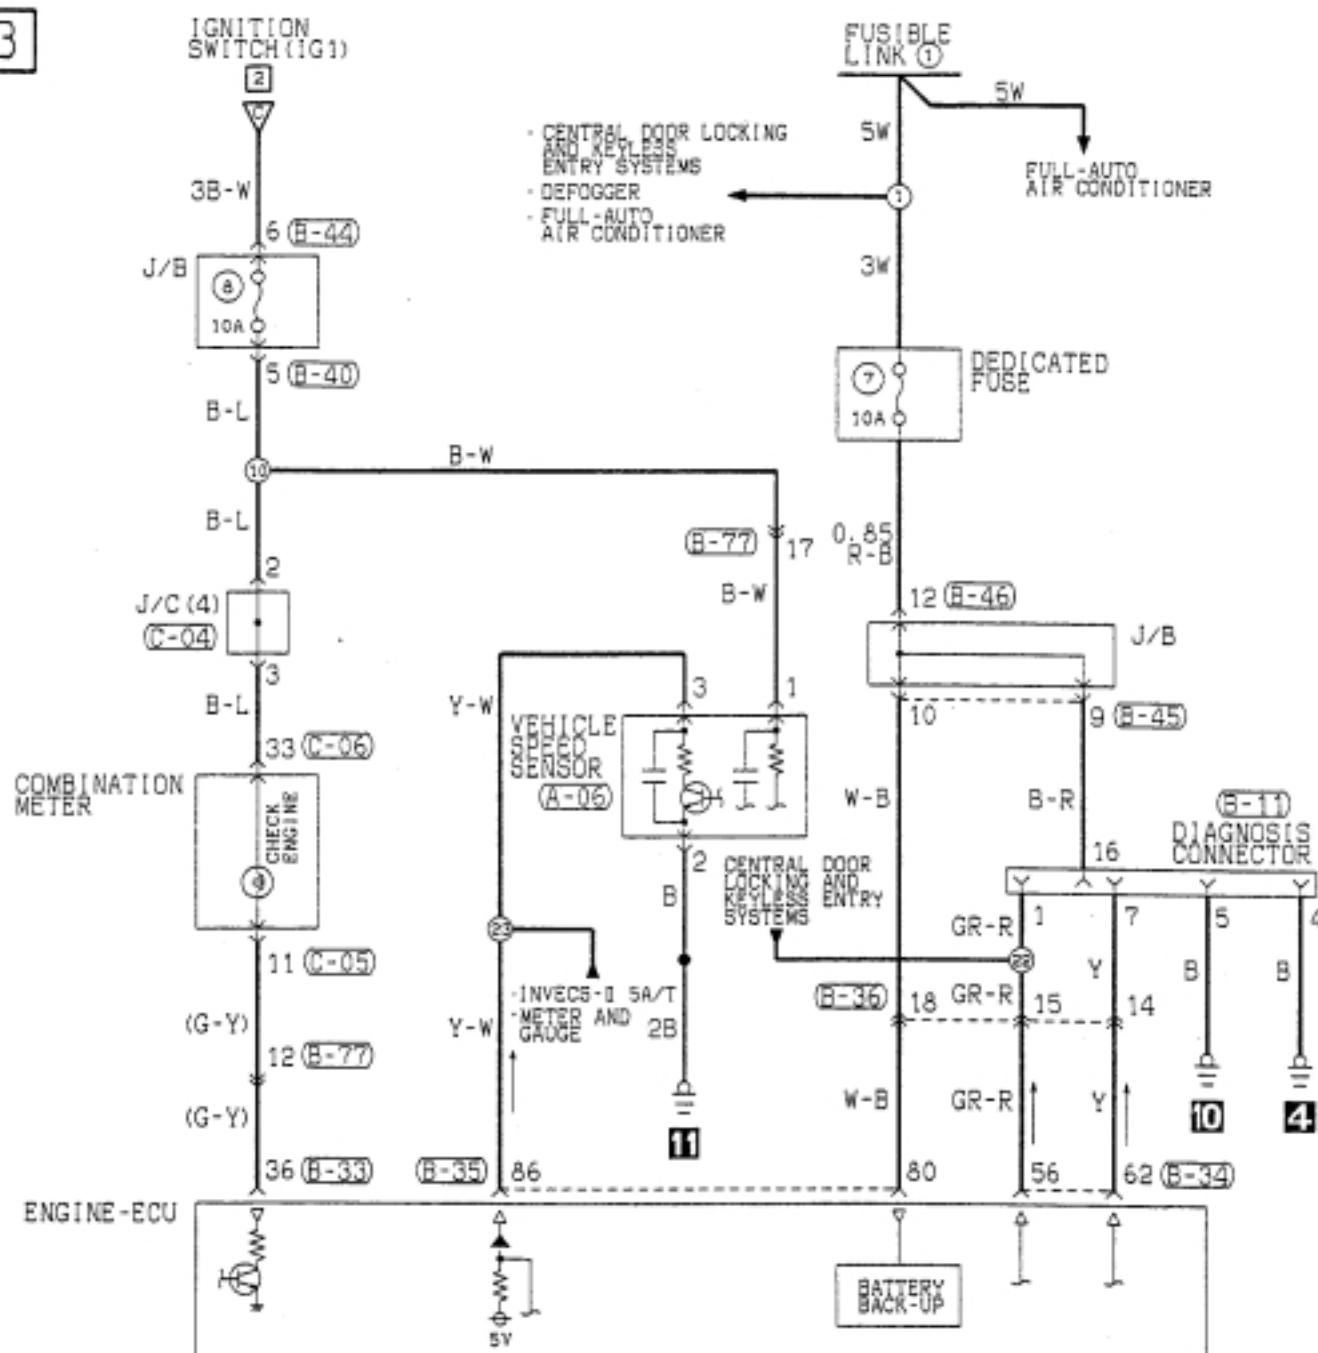 3
IGNITION
SWITCH(IG1)
2
C
3B-W
6 (B-44)
J/B
8
10A
5 (B-40)
B-L
10
B-W
B-L
2
J/C(4)
(C-04)
3
B-L
33 (C-06)
COMBINATION
METER
CHECK
ENGINE
11 (C-05)
(G-Y)
12 (B-77)
(G-Y)
36 (B-33)
FUSIBLE
LINK 1
5W
5W
· CENTRAL DOOR LOCKING
AND KEYLESS
ENTRY SYSTEMS
· DEFOGGER
· FULL-AUTO
AIR CONDITIONER
1
FULL-AUTO
AIR CONDITIONER
3W
7
10A
DEDICATED
FUSE
(B-77) 17
B-W
0.85
R-B
12 (B-46)
J/B
10
9 (B-45)
Y-W
3
1
VEHICLE
SPEED
SENSOR
(A-06)
2
B
W-B
B-R
(B-11)
DIAGNOSIS
CONNECTOR
16
1
7
5
4
CENTRAL DOOR
LOCKING AND
KEYLESS ENTRY
SYSTEMS
23
GR-R
22
Y
B
B
· INVECS-II 5A/T
· METER AND
GAUGE
2B
(B-36) 18
GR-R
15
14
Y-W
W-B
GR-R
Y
11
10
4
(B-35) 86
80
56
62 (B-34)
ENGINE-ECU
5V
BATTERY
BACK-UP